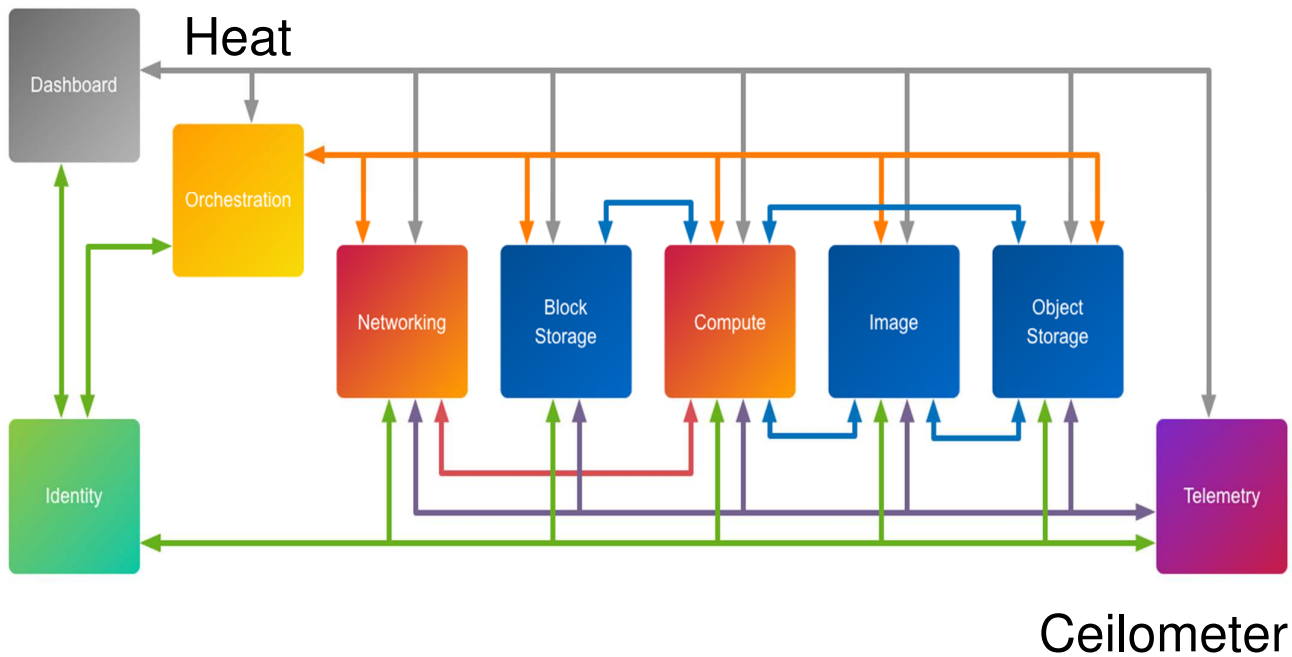 Heat
Dashboard
Orchestration
Networking
Block
Storage
Compute
Image
Object
Storage
Identity
Telemetry
Ceilometer